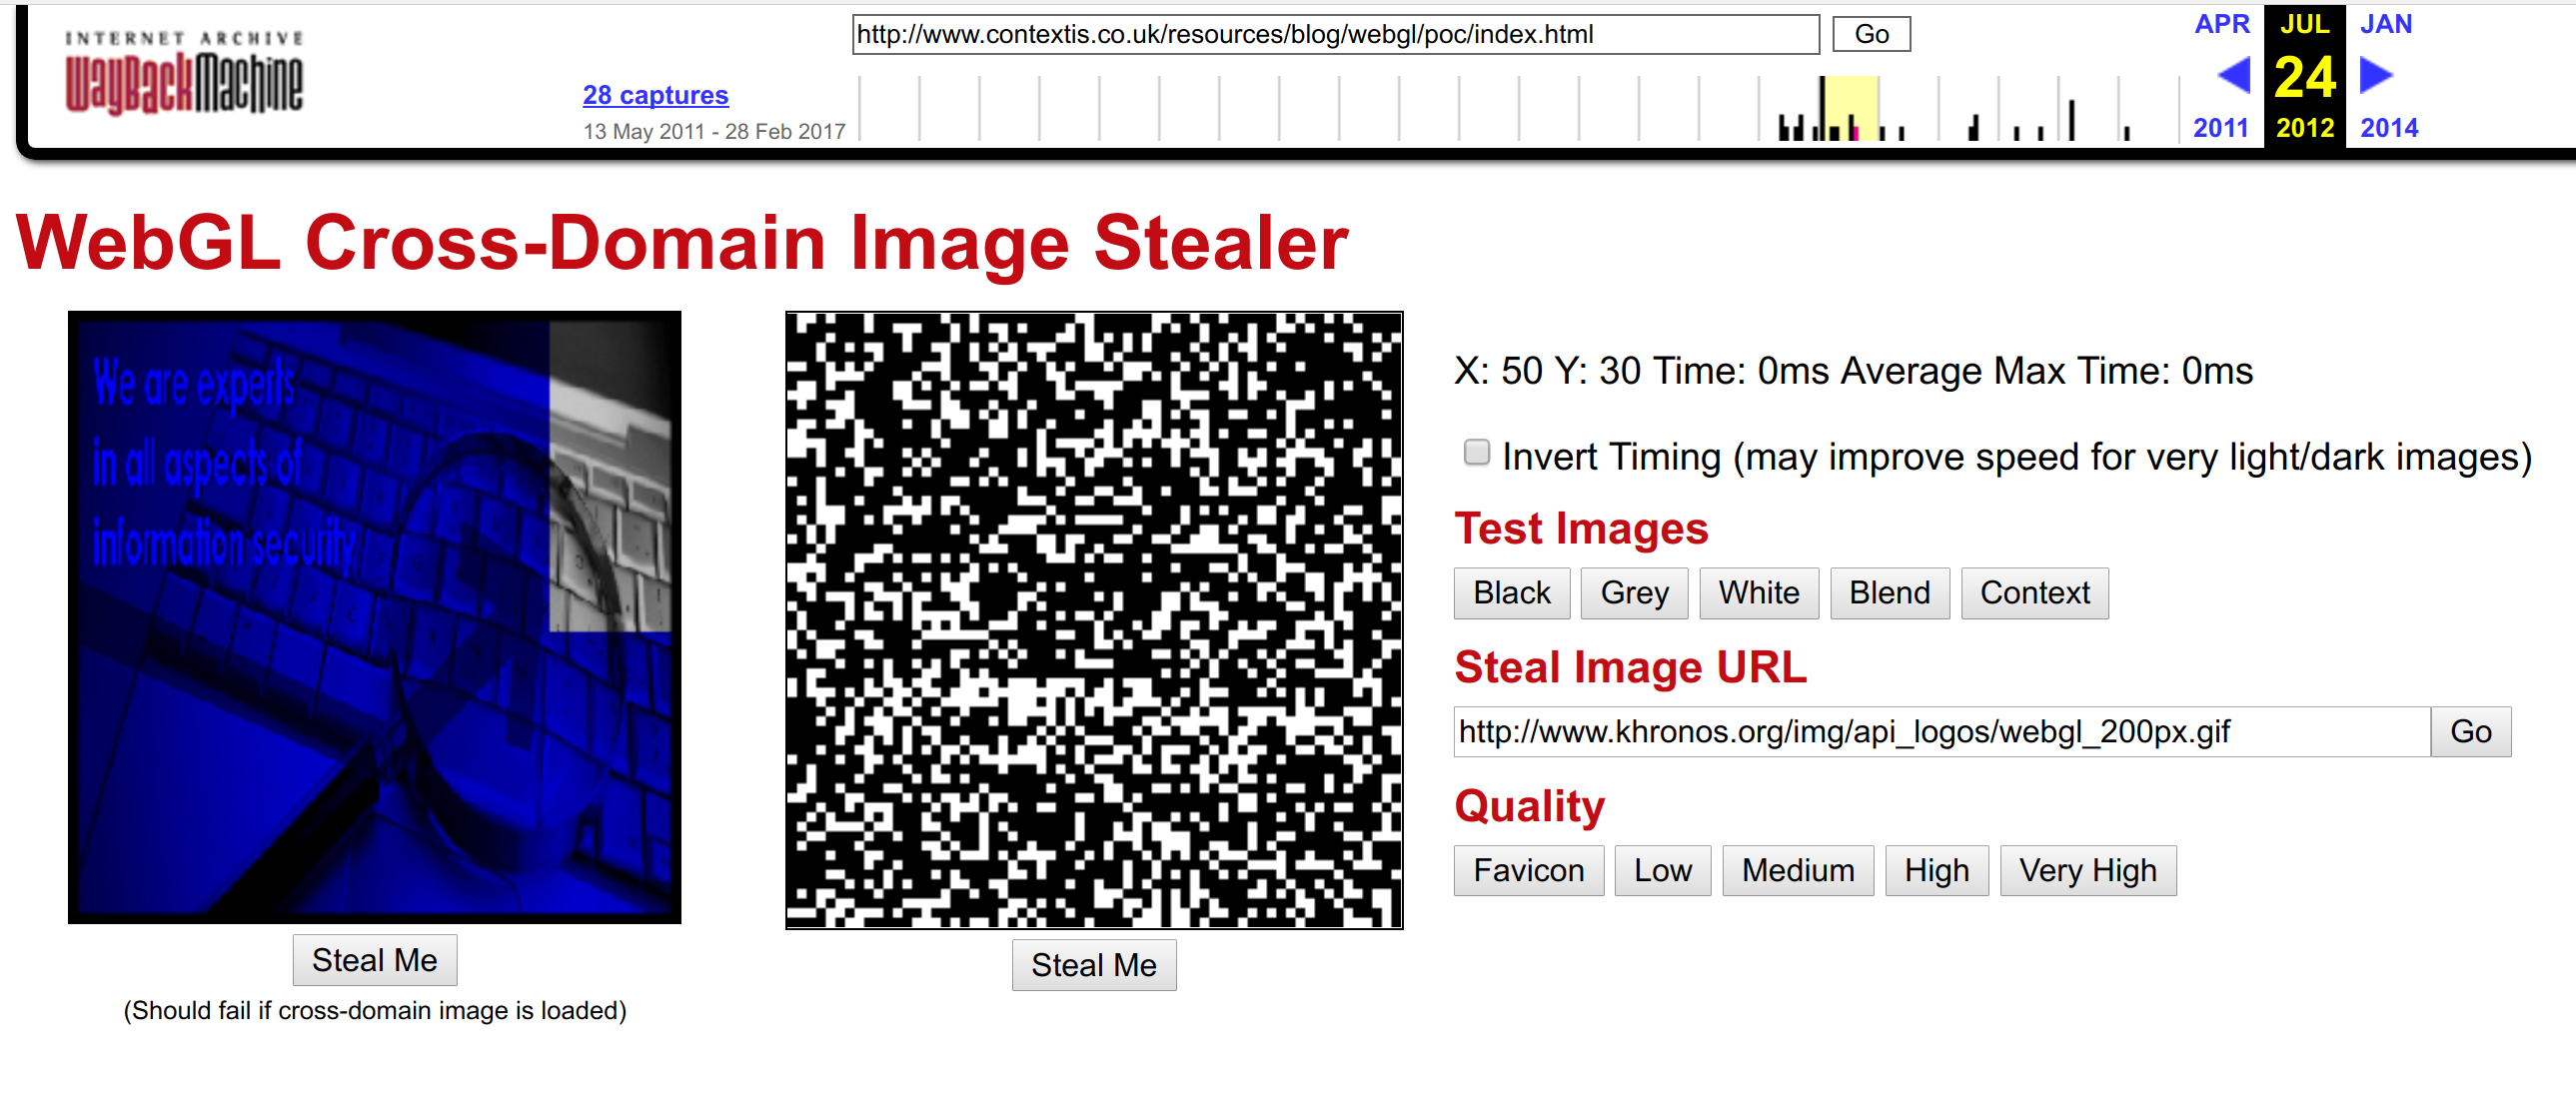 INTERNET ARCHIVE
WayBackMachine
http://www.contextis.co.uk/resources/blog/webgl/poc/index.html
Go
28 captures
13 May 2011 - 28 Feb 2017
APR JUL JAN
24
2011 2012 2014
WebGL Cross-Domain Image Stealer
We are experts
in all aspects of
information security
Steal Me
(Should fail if cross-domain image is loaded)
Steal Me
X: 50 Y: 30 Time: 0ms Average Max Time: 0ms
Invert Timing (may improve speed for very light/dark images)
Test Images
Black Grey White Blend Context
Steal Image URL
http://www.khronos.org/img/api_logos/webgl_200px.gif Go
Quality
Favicon Low Medium High Very High